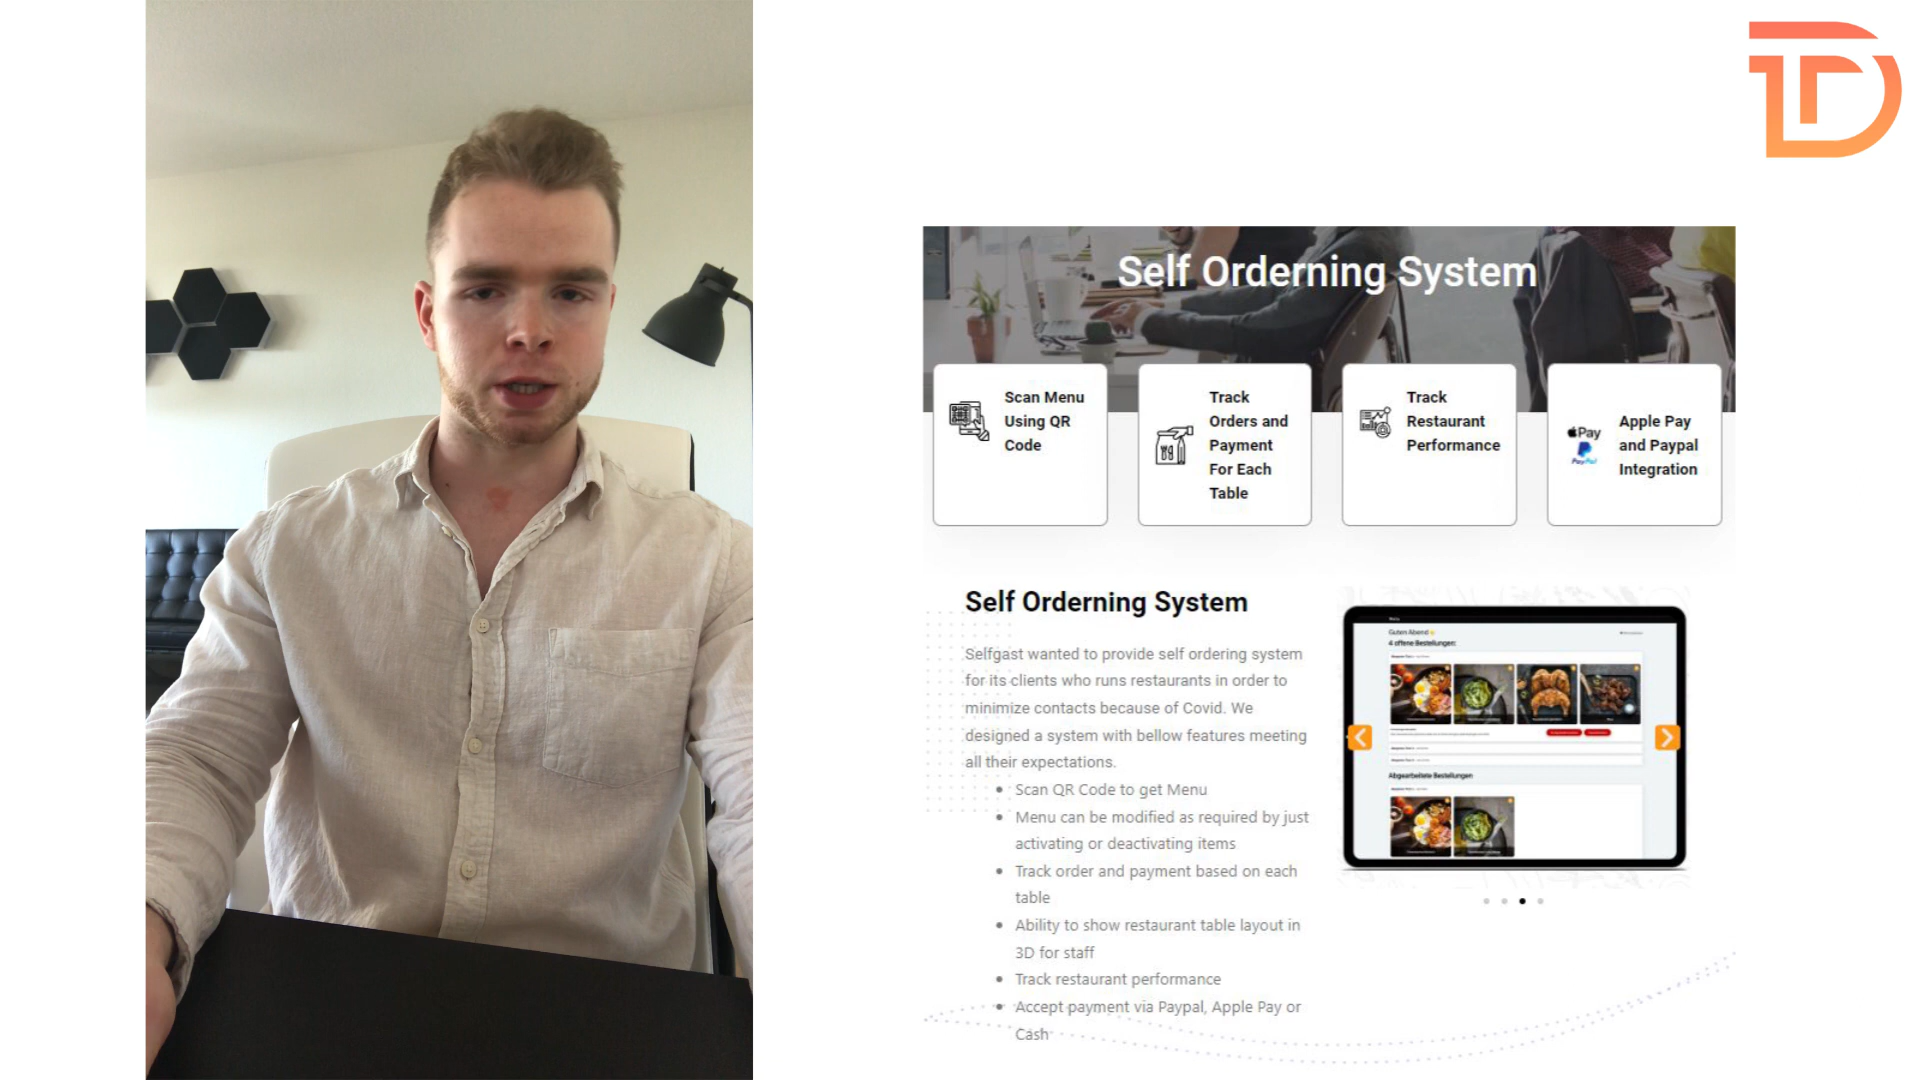 Self Orderning System
Scan Menu
Using QR
Code
Track
Orders and
Payment
For Each
Table
Track
Restaurant
Performance
Pay
PayPal
Apple Pay
and Paypal
Integration
Self Orderning System
Selfgast wanted to provide self ordering system
for its clients who runs restaurants in order to
minimize contacts because of Covid. We
designed a system with bellow features meeting
all their expectations.
Scan QR Code to get Menu
Menu can be modified as required by just
activating or deactivating items
Track order and payment based on each
table
Ability to show restaurant table layout in
3D for staff
Track restaurant performance
Accept payment via Paypal, Apple Pay or
Cash
Guten Abend
4 offene Bestellungen:
Abgearbeitete Bestellungen